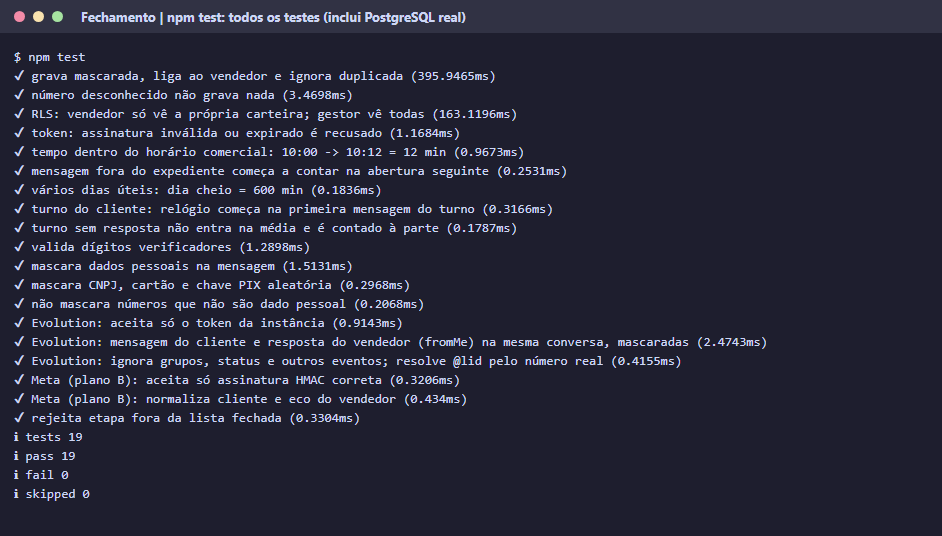 Fechamento | npm test: todos os testes (inclui PostgreSQL real)
$ npm test
✓ grava mascarada, liga ao vendedor e ignora duplicada (395.9465ms)
✓ número desconhecido não grava nada (3.4698ms)
✓ RLS: vendedor só vê a própria carteira; gestor vê todas (163.1196ms)
✓ token: assinatura inválida ou expirado é recusado (1.1684ms)
✓ tempo dentro do horário comercial: 10:00 -> 10:12 = 12 min (0.9673ms)
✓ mensagem fora do expediente começa a contar na abertura seguinte (0.2531ms)
✓ vários dias úteis: dia cheio = 600 min (0.1836ms)
✓ turno do cliente: relógio começa na primeira mensagem do turno (0.3166ms)
✓ turno sem resposta não entra na média e é contado à parte (0.1787ms)
✓ valida dígitos verificadores (1.2898ms)
✓ mascara dados pessoais na mensagem (1.5131ms)
✓ mascara CNPJ, cartão e chave PIX aleatória (0.2968ms)
✓ não mascara números que não são dado pessoal (0.2068ms)
✓ Evolution: aceita só o token da instância (0.9143ms)
✓ Evolution: mensagem do cliente e resposta do vendedor (fromMe) na mesma conversa, mascaradas (2.4743ms)
✓ Evolution: ignora grupos, status e outros eventos; resolve @lid pelo número real (0.4155ms)
✓ Meta (plano B): aceita só assinatura HMAC correta (0.3206ms)
✓ Meta (plano B): normaliza cliente e eco do vendedor (0.434ms)
✓ rejeita etapa fora da lista fechada (0.3304ms)
ℹ tests 19
ℹ pass 19
ℹ fail 0
ℹ skipped 0